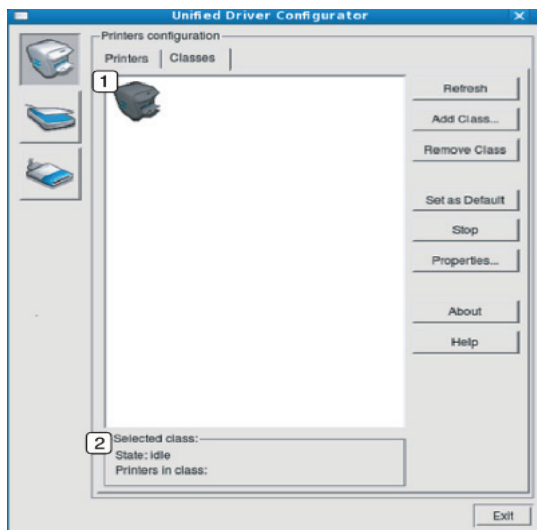 Unified Driver Configurator
Printers configuration
Printers
Classes
1
Refresh
Add Class...
Remove Class
Set as Default
Stop
Properties...
About
Help
2
Selected class:
State: idle
Printers in class:
Exit